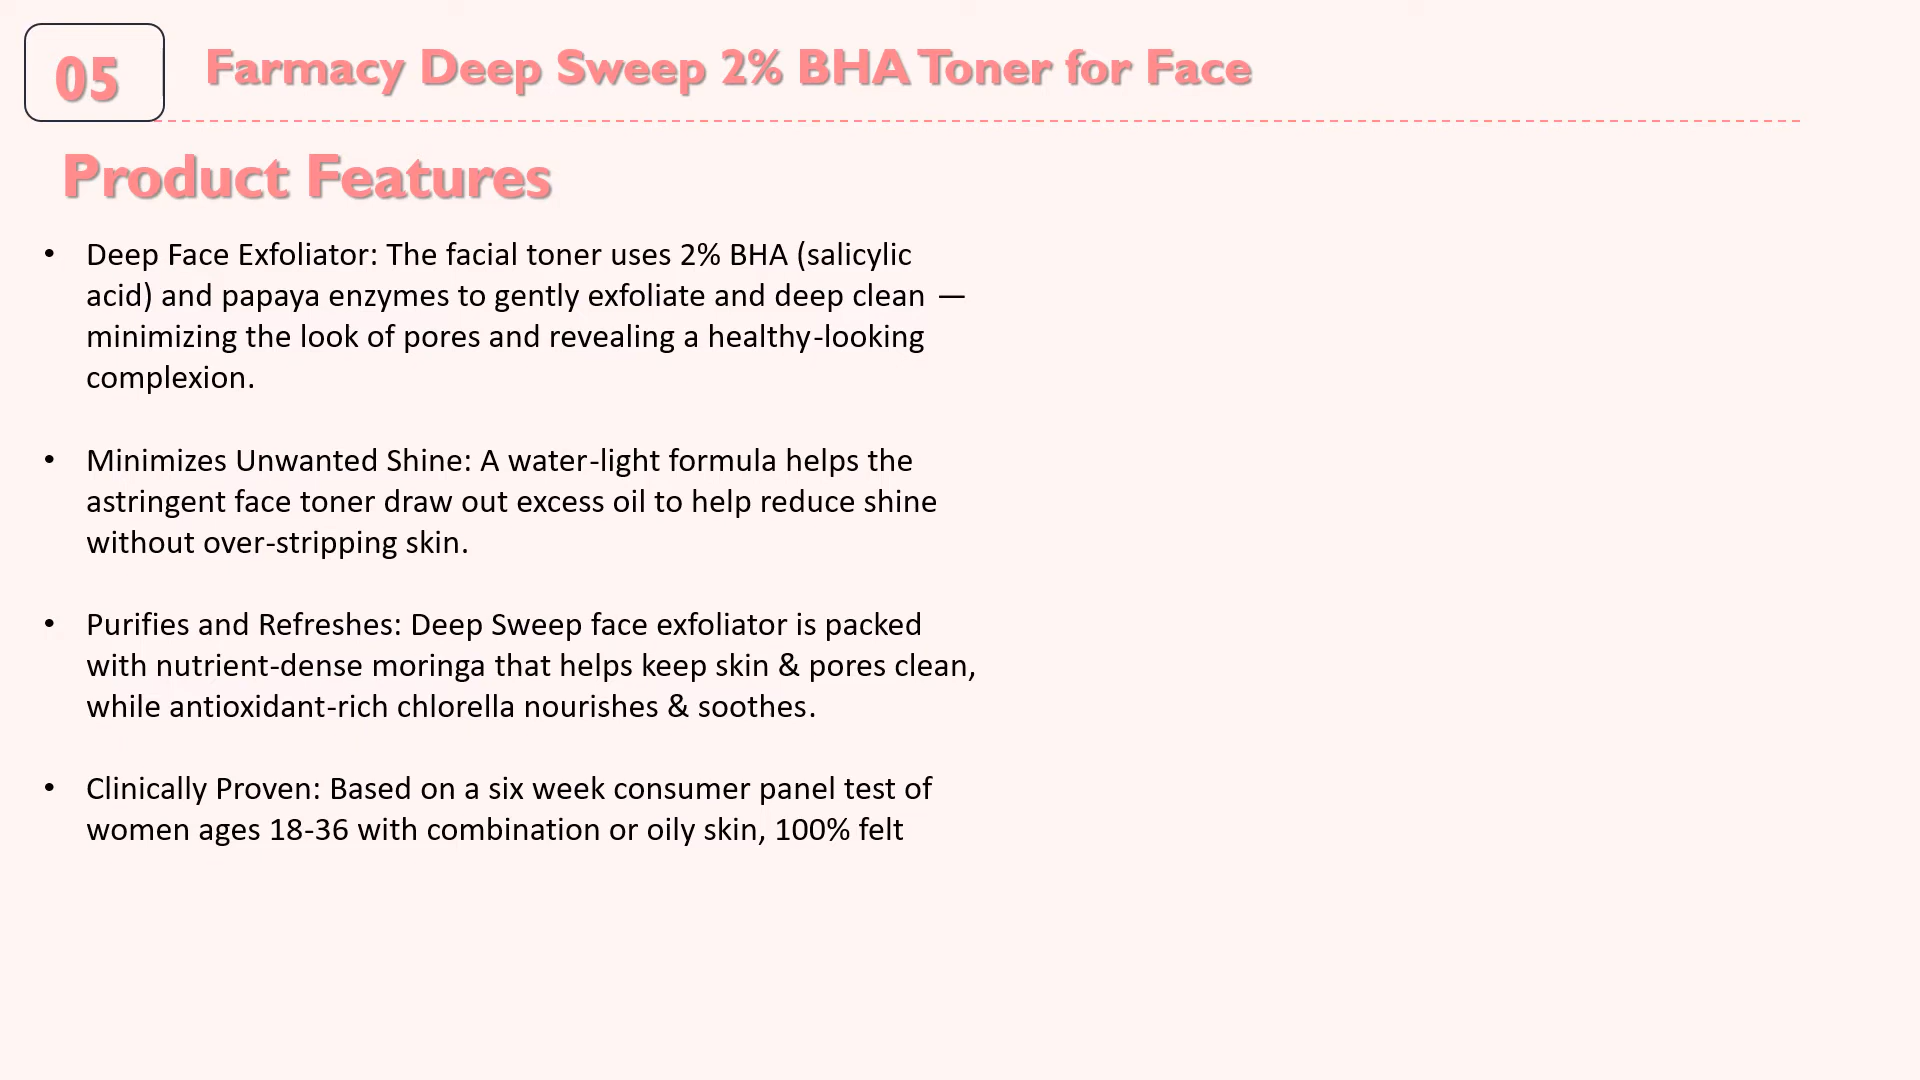 05
Farmacy Deep Sweep 2% BHA Toner for Face
Product Features
• Deep Face Exfoliator: The facial toner uses 2% BHA (salicylic
acid) and papaya enzymes to gently exfoliate and deep clean —
minimizing the look of pores and revealing a healthy-looking
complexion.
• Minimizes Unwanted Shine: A water-light formula helps the
astringent face toner draw out excess oil to help reduce shine
without over-stripping skin.
• Purifies and Refreshes: Deep Sweep face exfoliator is packed
with nutrient-dense moringa that helps keep skin & pores clean,
while antioxidant-rich chlorella nourishes & soothes.
• Clinically Proven: Based on a six week consumer panel test of
women ages 18-36 with combination or oily skin, 100% felt